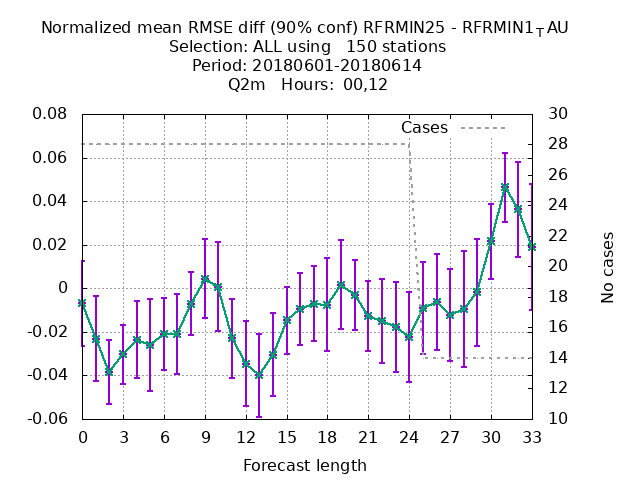 Normalized mean RMSE diff (90% conf) RFRMIN25 - RFRMIN1_TAU
Selection: ALL using   150 stations
Period: 20180601-20180614
Q2m   Hours:  00,12
Cases
0.08
0.06
0.04
0.02
0
-0.02
-0.04
-0.06
30
28
26
24
22
20
18
16
14
12
10
No cases
0 3 6 9 12 15 18 21 24 27 30 33
Forecast length